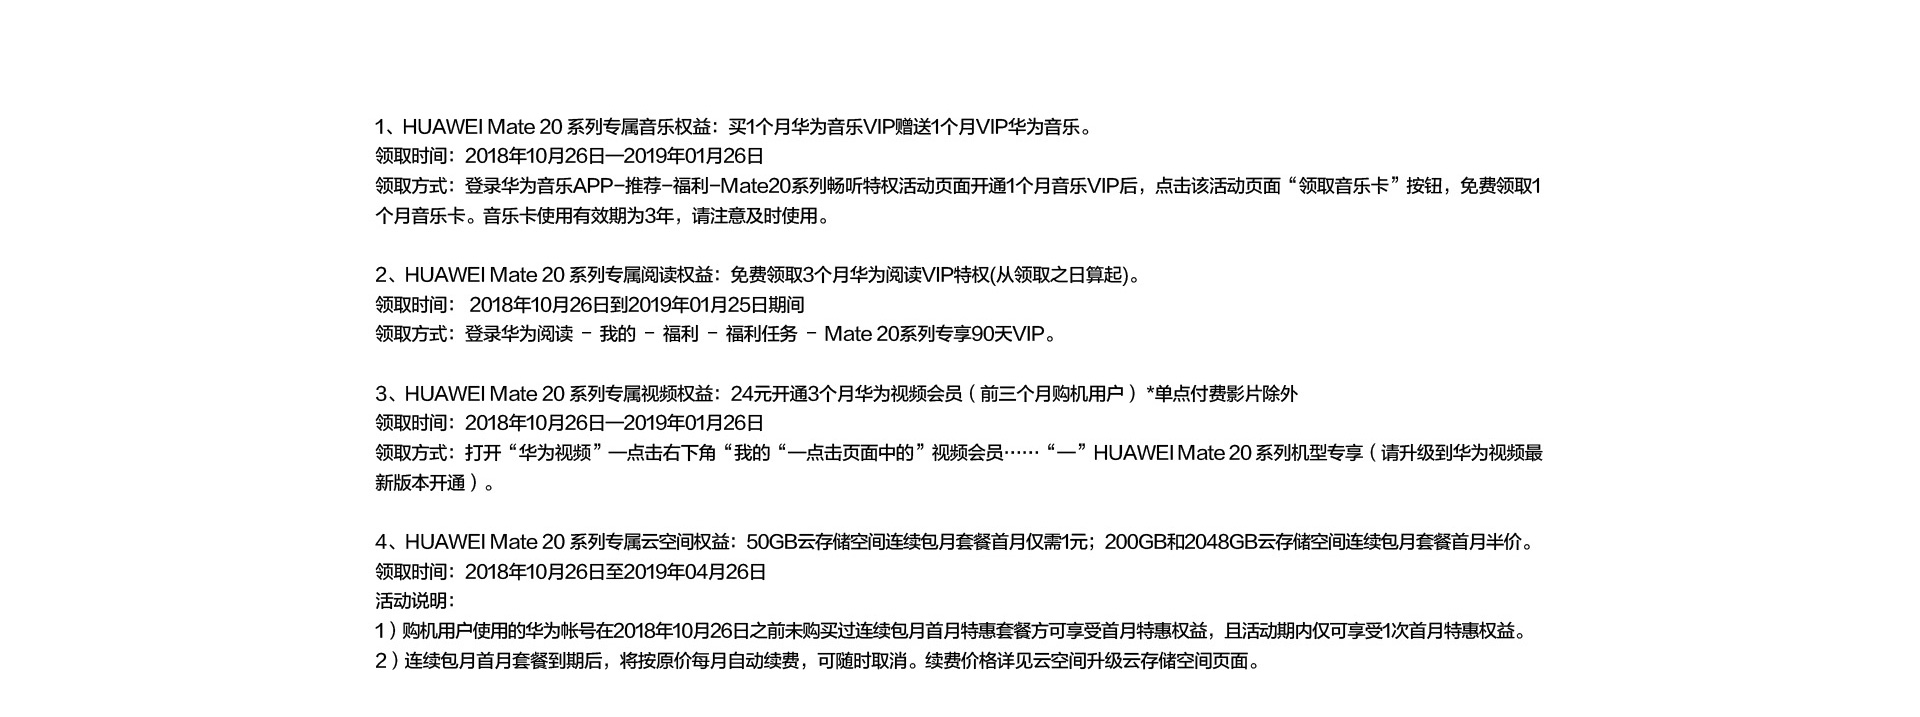 1、HUAWEI Mate 20 系列专属音乐权益：买1个月华为音乐VIP赠送1个月VIP华为音乐。
领取时间：2018年10月26日—2019年01月26日
领取方式：登录华为音乐APP-推荐-福利-Mate20系列畅听特权活动页面开通1个月音乐VIP后，点击该活动页面“领取音乐卡”按钮，免费领取1
个月音乐卡。音乐卡使用有效期为3年，请注意及时使用。
2、HUAWEI Mate 20 系列专属阅读权益：免费领取3个月华为阅读VIP特权(从领取之日算起)。
领取时间： 2018年10月26日到2019年01月25日期间
领取方式：登录华为阅读 - 我的 - 福利 - 福利任务 - Mate 20系列专享90天VIP。
3、HUAWEI Mate 20 系列专属视频权益：24元开通3个月华为视频会员（前三个月购机用户） *单点付费影片除外
领取时间：2018年10月26日—2019年01月26日
领取方式：打开“华为视频”—点击右下角“我的“—点击页面中的”视频会员……“—”HUAWEI Mate 20 系列机型专享（请升级到华为视频最
新版本开通）。
4、HUAWEI Mate 20 系列专属云空间权益：50GB云存储空间连续包月套餐首月仅需1元；200GB和2048GB云存储空间连续包月套餐首月半价。
领取时间：2018年10月26日至2019年04月26日
活动说明：
1）购机用户使用的华为帐号在2018年10月26日之前未购买过连续包月首月特惠套餐方可享受首月特惠权益，且活动期内仅可享受1次首月特惠权益。
2）连续包月首月套餐到期后，将按原价每月自动续费，可随时取消。续费价格详见云空间升级云存储空间页面。